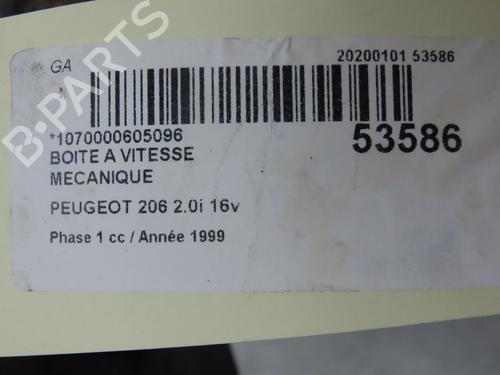 GA
20200101 53586
*1070000605096
53586
BOITE A VITESSE
MECANIQUE
PEUGEOT 206 2.0i 16v
Phase 1 cc / Année 1999
B-PARTS